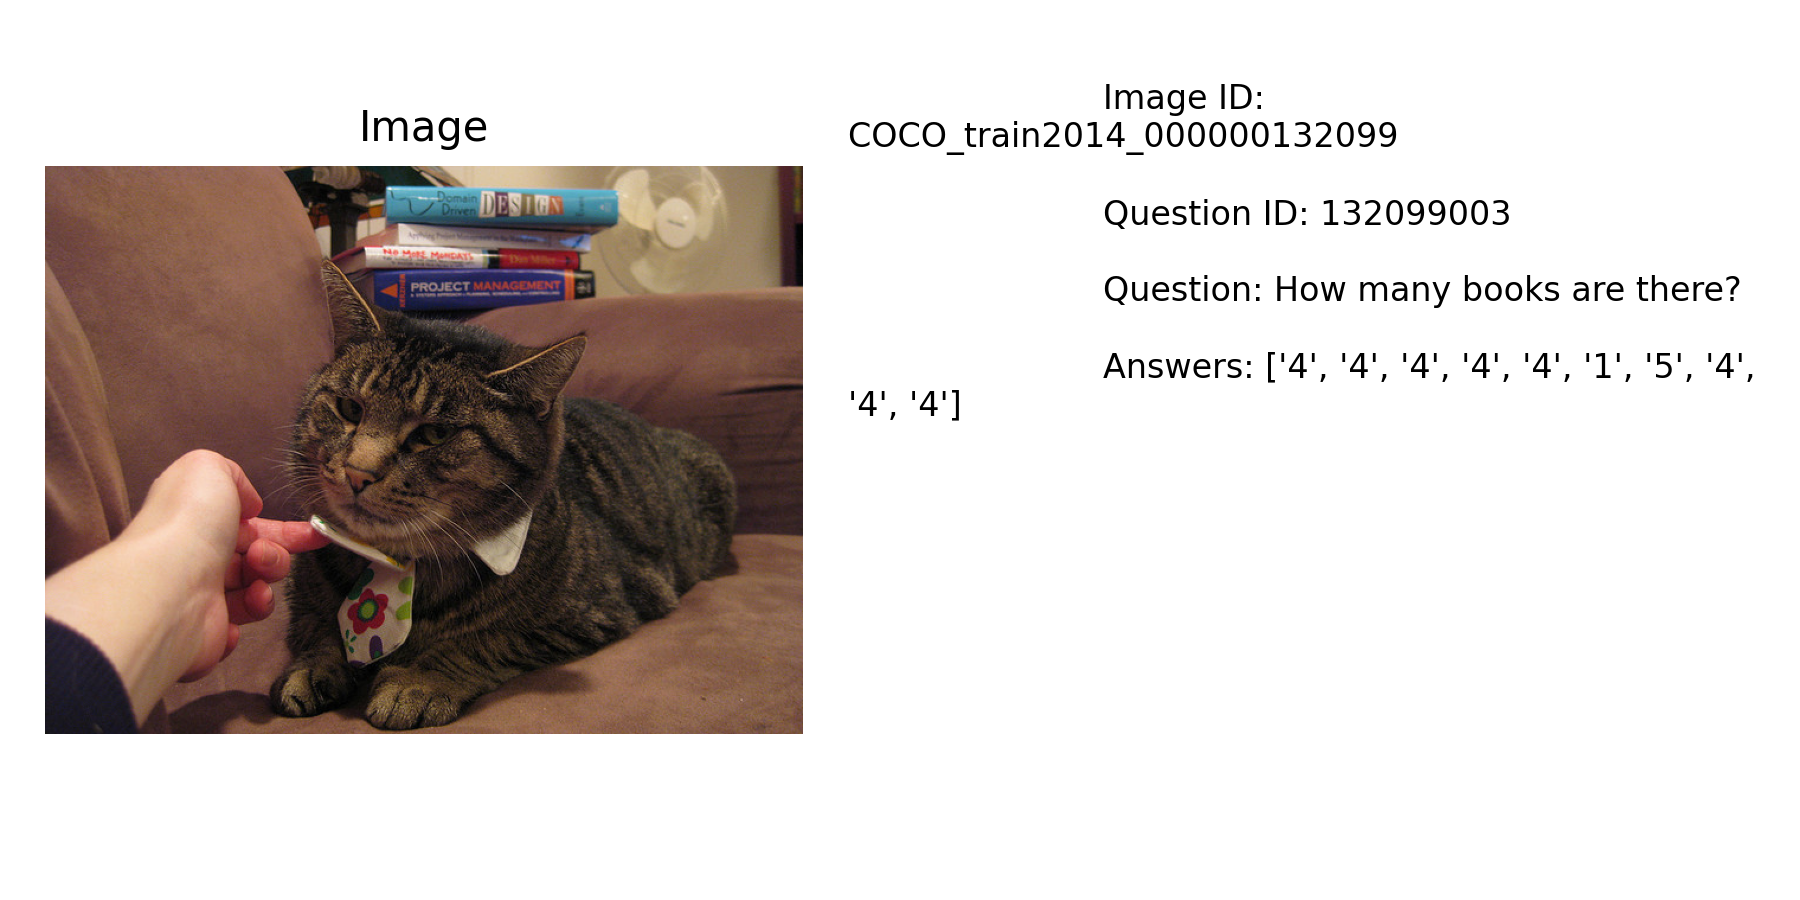 Image
Image ID:
COCO_train2014_000000132099
Question ID: 132099003
Question: How many books are there?
Answers: ['4', '4', '4', '4', '4', '1', '5', '4',
'4', '4']
Domain
Driven
DESIGN
NO MORE MONDAYS
Dan Miller
PROJECT MANAGEMENT